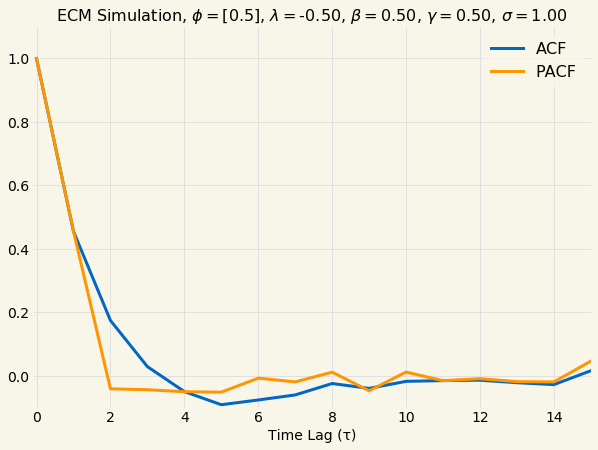 ECM Simulation, ϕ = [0.5], λ = -0.50, β = 0.50, γ = 0.50, σ = 1.00
ACF
PACF
1.0
0.8
0.6
0.4
0.2
0.0
0 2 4 6 8 10 12 14
Time Lag (τ)